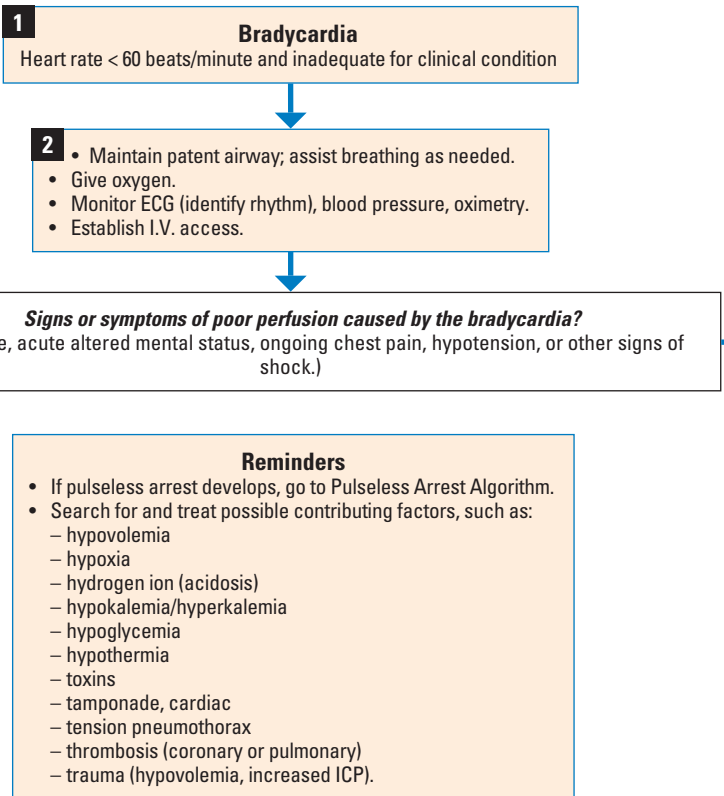 1
Bradycardia
Heart rate < 60 beats/minute and inadequate for clinical condition
2
• Maintain patent airway; assist breathing as needed.
• Give oxygen.
• Monitor ECG (identify rhythm), blood pressure, oximetry.
• Establish I.V. access.
Signs or symptoms of poor perfusion caused by the bradycardia?
acute altered mental status, ongoing chest pain, hypotension, or other signs of
shock.)
Reminders
• If pulseless arrest develops, go to Pulseless Arrest Algorithm.
• Search for and treat possible contributing factors, such as:
– hypovolemia
– hypoxia
– hydrogen ion (acidosis)
– hypokalemia/hyperkalemia
– hypoglycemia
– hypothermia
– toxins
– tamponade, cardiac
– tension pneumothorax
– thrombosis (coronary or pulmonary)
– trauma (hypovolemia, increased ICP).